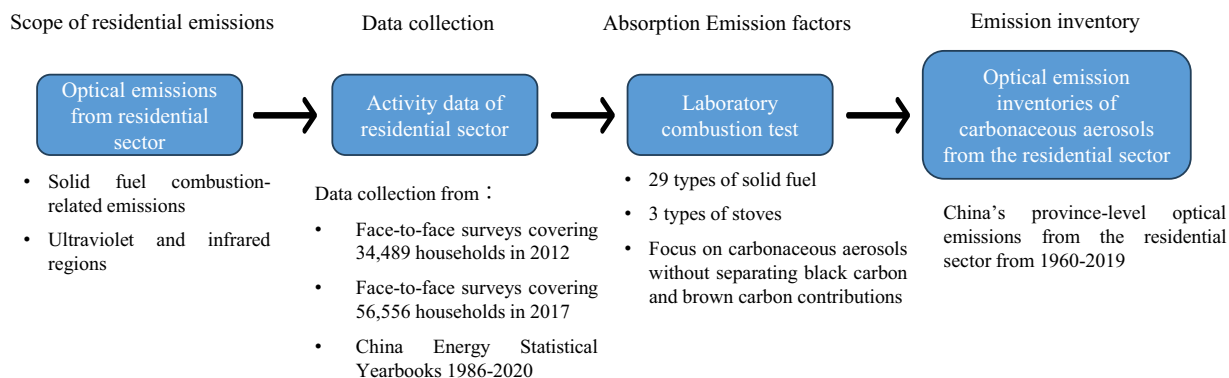 Scope of residential emissions
Data collection
Absorption Emission factors
Emission inventory
Optical emissions
from residential
sector
Activity data of
residential sector
Laboratory
combustion test
Optical emission
inventories of
carbonaceous aerosols
from the residential sector
• Solid fuel combustion-
related emissions
• Ultraviolet and infrared
regions
Data collection from：
• Face-to-face surveys covering
34,489 households in 2012
• Face-to-face surveys covering
56,556 households in 2017
• China Energy Statistical
Yearbooks 1986-2020
• 29 types of solid fuel
• 3 types of stoves
• Focus on carbonaceous aerosols
without separating black carbon
and brown carbon contributions
China’s province-level optical
emissions from the residential
sector from 1960-2019